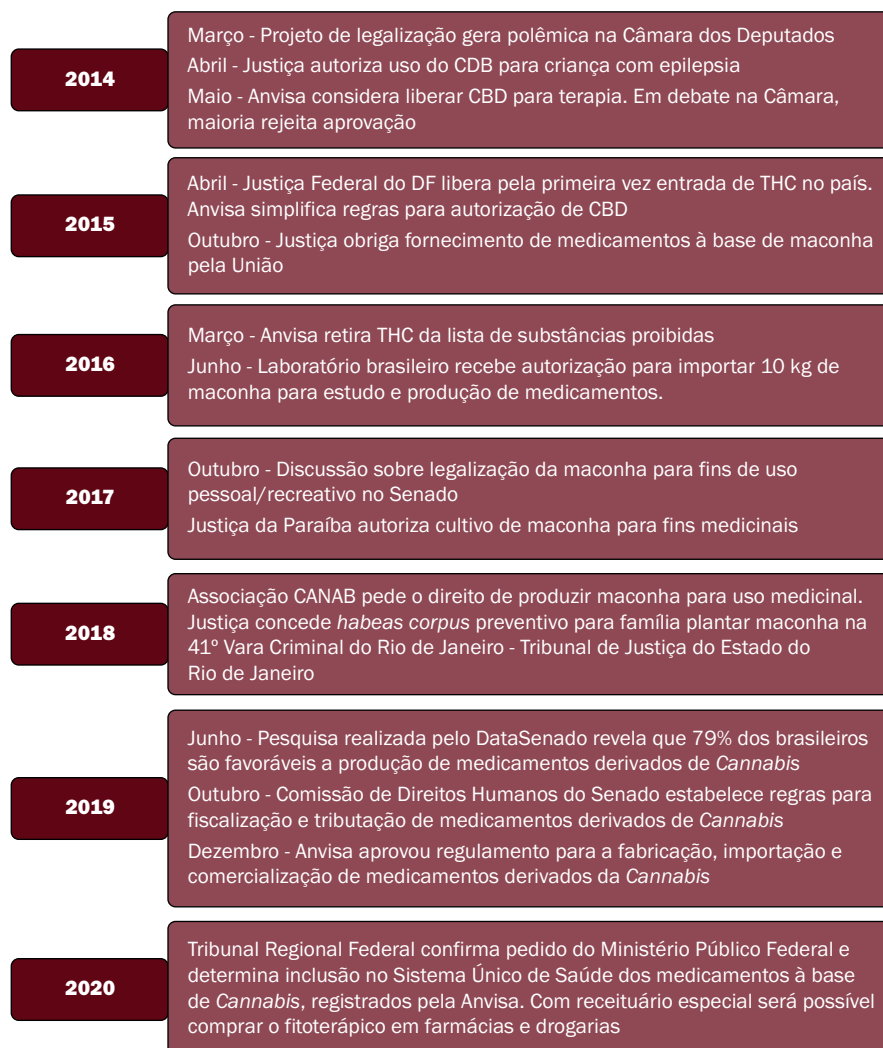 2014
Março - Projeto de legalização gera polêmica na Câmara dos Deputados
Abril - Justiça autoriza uso do CDB para criança com epilepsia
Maio - Anvisa considera liberar CBD para terapia. Em debate na Câmara,
maioria rejeita aprovação
2015
Abril - Justiça Federal do DF libera pela primeira vez entrada de THC no país.
Anvisa simplifica regras para autorização de CBD
Outubro - Justiça obriga fornecimento de medicamentos à base de maconha
pela União
2016
Março - Anvisa retira THC da lista de substâncias proibidas
Junho - Laboratório brasileiro recebe autorização para importar 10 kg de
maconha para estudo e produção de medicamentos.
2017
Outubro - Discussão sobre legalização da maconha para fins de uso
pessoal/recreativo no Senado
Justiça da Paraíba autoriza cultivo de maconha para fins medicinais
2018
Associação CANAB pede o direito de produzir maconha para uso medicinal.
Justiça concede habeas corpus preventivo para família plantar maconha na
41º Vara Criminal do Rio de Janeiro - Tribunal de Justiça do Estado do
Rio de Janeiro
2019
Junho - Pesquisa realizada pelo DataSenado revela que 79% dos brasileiros
são favoráveis a produção de medicamentos derivados de Cannabis
Outubro - Comissão de Direitos Humanos do Senado estabelece regras para
fiscalização e tributação de medicamentos derivados de Cannabis
Dezembro - Anvisa aprovou regulamento para a fabricação, importação e
comercialização de medicamentos derivados da Cannabis
2020
Tribunal Regional Federal confirma pedido do Ministério Público Federal e
determina inclusão no Sistema Único de Saúde dos medicamentos à base
de Cannabis, registrados pela Anvisa. Com receituário especial será possível
comprar o fitoterápico em farmácias e drogarias